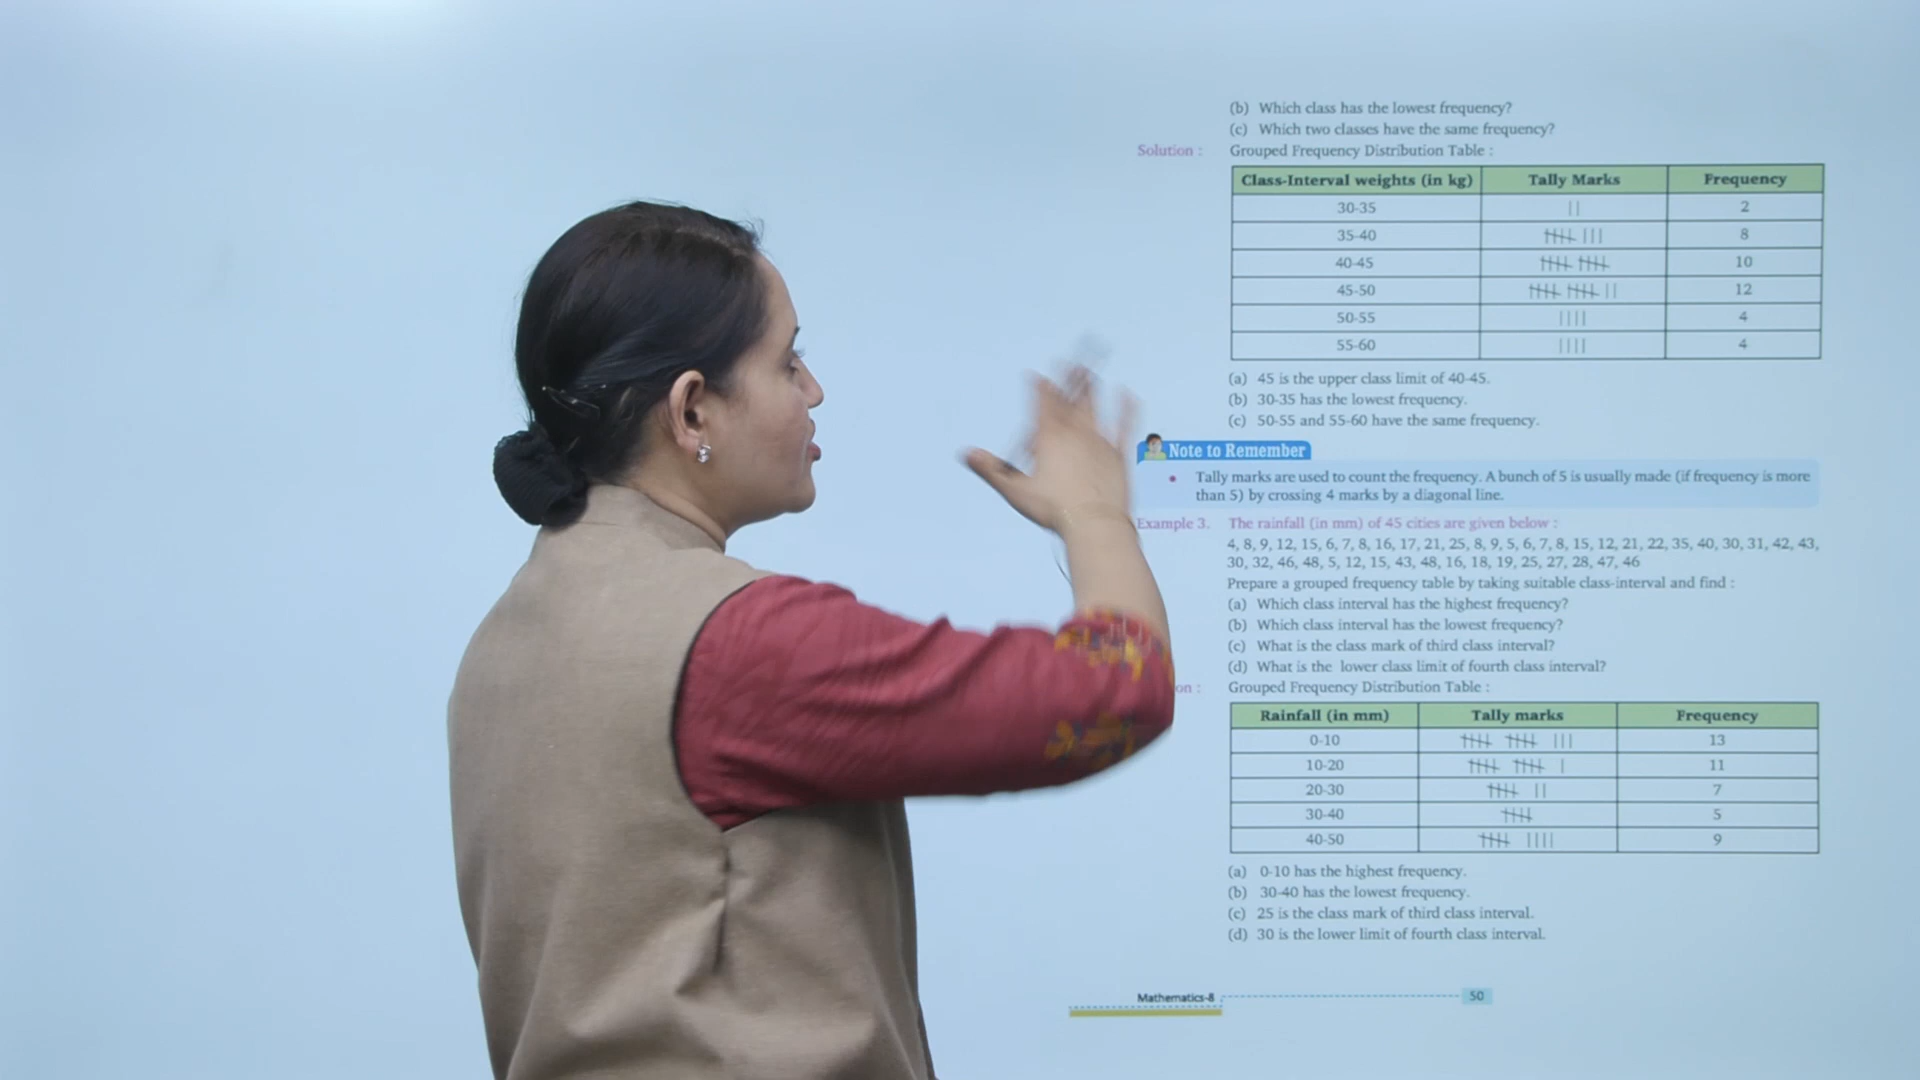 (b) Which class has the lowest frequency?
(c) Which two classes have the same frequency?
Solution : Grouped Frequency Distribution Table :
Class-Interval weights (in kg) Tally Marks Frequency
30-35 || 2
35-40 𝍸 ||| 8
40-45 𝍸 𝍸 10
45-50 𝍸 𝍸 || 12
50-55 |||| 4
55-60 |||| 4
(a) 45 is the upper class limit of 40-45.
(b) 30-35 has the lowest frequency.
(c) 50-55 and 55-60 have the same frequency.
Note to Remember
• Tally marks are used to count the frequency. A bunch of 5 is usually made (if frequency is more
than 5) by crossing 4 marks by a diagonal line.
Example 3. The rainfall (in mm) of 45 cities are given below :
4, 8, 9, 12, 15, 6, 7, 8, 16, 17, 21, 25, 8, 9, 5, 6, 7, 8, 15, 12, 21, 22, 35, 40, 30, 31, 42, 43,
30, 32, 46, 48, 5, 12, 15, 43, 48, 16, 18, 19, 25, 27, 28, 47, 46
Prepare a grouped frequency table by taking suitable class-interval and find :
(a) Which class interval has the highest frequency?
(b) Which class interval has the lowest frequency?
(c) What is the class mark of third class interval?
(d) What is the lower class limit of fourth class interval?
on : Grouped Frequency Distribution Table :
Rainfall (in mm) Tally marks Frequency
0-10 𝍸 𝍸 ||| 13
10-20 𝍸 𝍸 | 11
20-30 𝍸 || 7
30-40 𝍸 5
40-50 𝍸 |||| 9
(a) 0-10 has the highest frequency.
(b) 30-40 has the lowest frequency.
(c) 25 is the class mark of third class interval.
(d) 30 is the lower limit of fourth class interval.
Mathematics-8 50